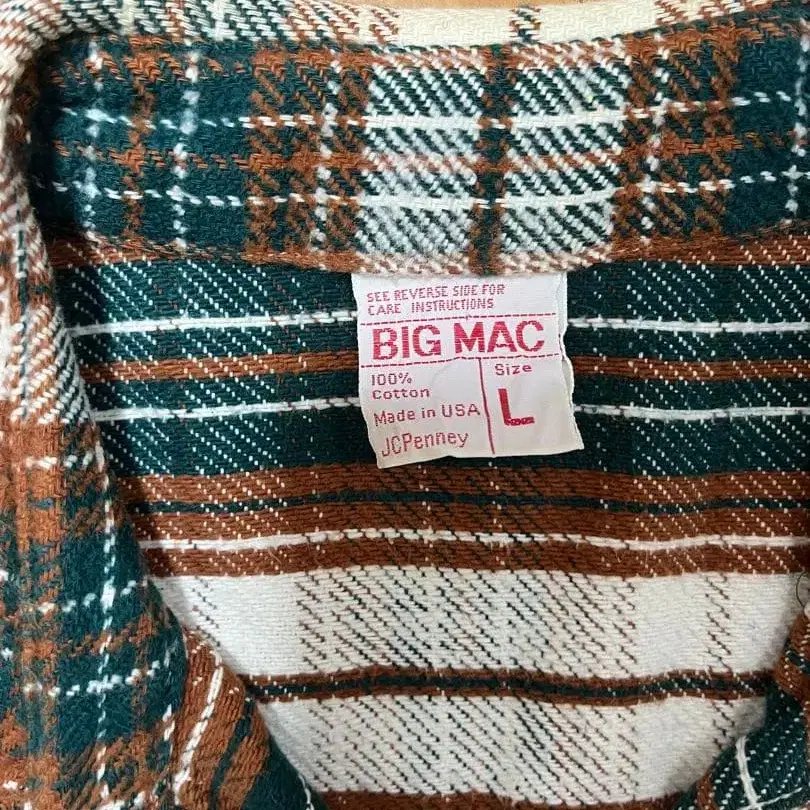 SEE REVERSE SIDE FOR
CARE INSTRUCTIONS
BIG MAC
100%
Cotton
Made in USA
JCPenney
Size
L